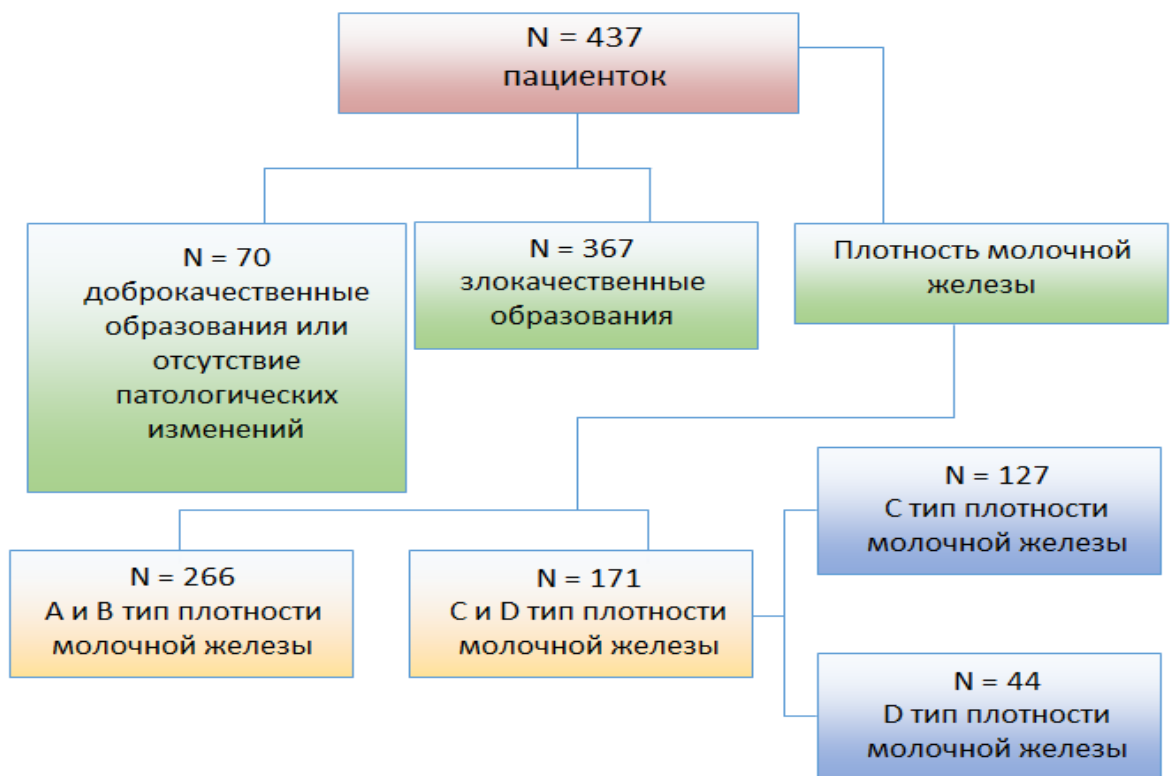 N = 437
пациенток
N = 70
доброкачественные
образования или
отсутствие
патологических
изменений
N = 367
злокачественные
образования
Плотность молочной
железы
N = 266
A и B тип плотности
молочной железы
N = 171
C и D тип плотности
молочной железы
N = 127
C тип плотности
молочной железы
N = 44
D тип плотности
молочной железы